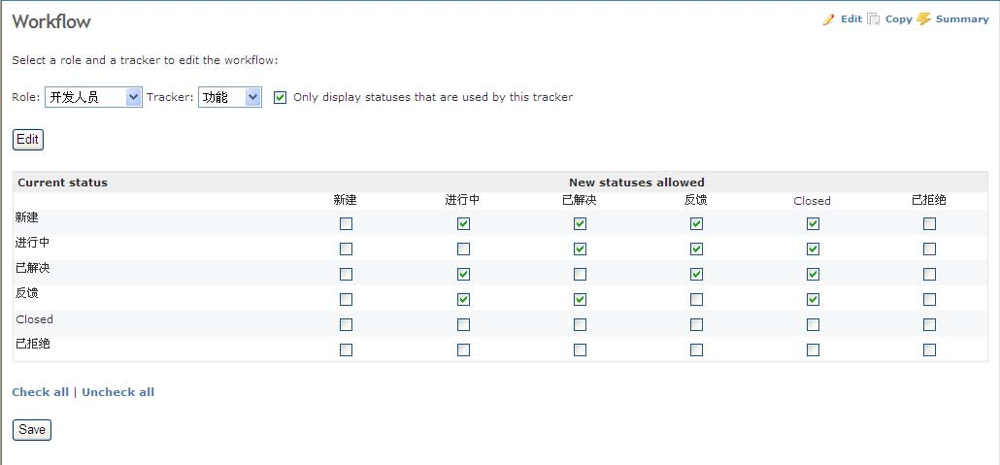 Workflow
Edit Copy Summary
Select a role and a tracker to edit the workflow:
Role: 开发人员 Tracker: 功能 Only display statuses that are used by this tracker
Edit
Current status New statuses allowed
新建 进行中 已解决 反馈 Closed 已拒绝
新建
进行中
已解决
反馈
Closed
已拒绝
Check all | Uncheck all
Save